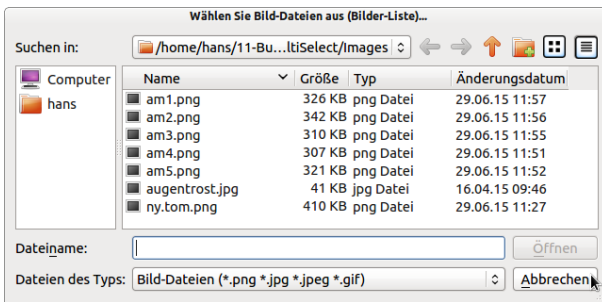 Wählen Sie Bild-Dateien aus (Bilder-Liste)...
Suchen in: /home/hans/11-Bu...ltiSelect/Images
Computer
hans
Name Größe Typ Änderungsdatum
am1.png 326 KB png Datei 29.06.15 11:57
am2.png 342 KB png Datei 29.06.15 11:56
am3.png 310 KB png Datei 29.06.15 11:55
am4.png 307 KB png Datei 29.06.15 11:51
am5.png 321 KB png Datei 29.06.15 11:52
augentrost.jpg 41 KB jpg Datei 16.04.15 09:46
ny.tom.png 410 KB png Datei 29.06.15 11:27
Dateiname: Öffnen
Dateien des Typs: Bild-Dateien (*.png *.jpg *.jpeg *.gif) Abbrechen